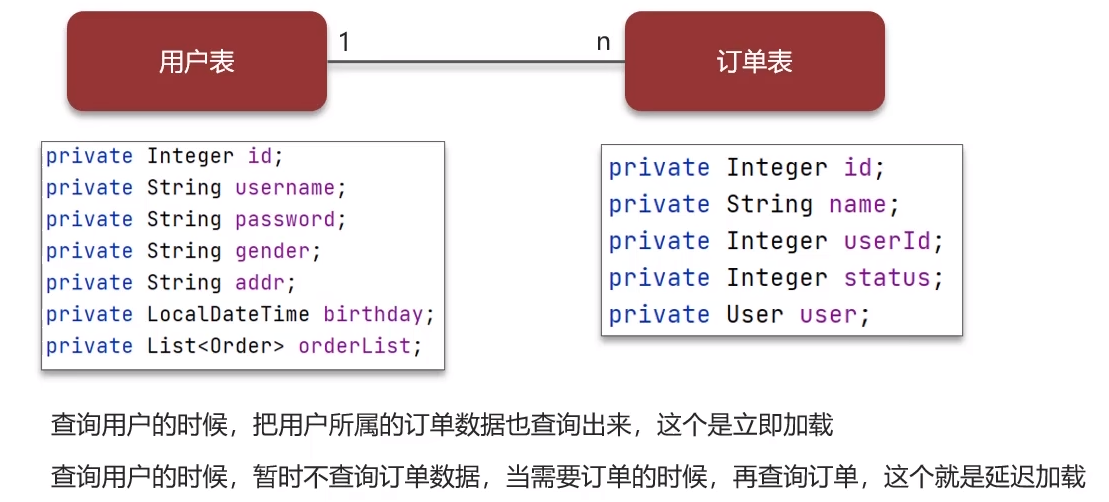 用户表
1
n
订单表
private Integer id;
private String username;
private String password;
private String gender;
private String addr;
private LocalDateTime birthday;
private List<Order> orderList;
private Integer id;
private String name;
private Integer userId;
private Integer status;
private User user;
查询用户的时候，把用户所属的订单数据也查询出来，这个是立即加载
查询用户的时候，暂时不查询订单数据，当需要订单的时候，再查询订单，这个就是延迟加载